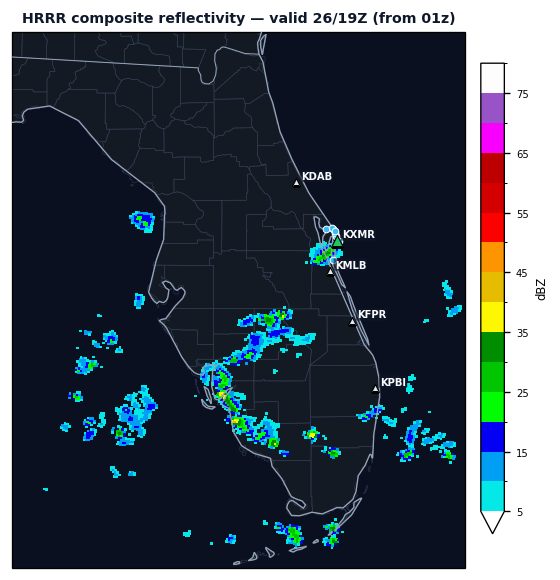 HRRR composite reflectivity — valid 26/19Z (from 01z)
KDAB
KXMR
KMLB
KFPR
KPBI
75
65
55
45
35
25
15
5
dBZ